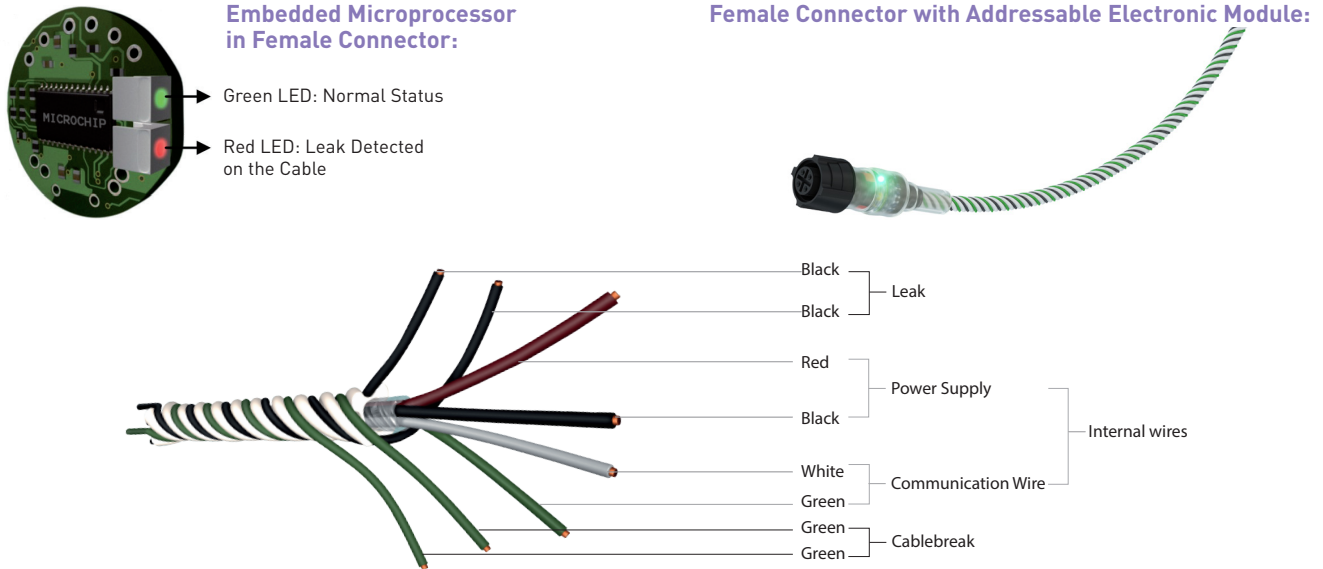 Embedded Microprocessor
in Female Connector:
Green LED: Normal Status
Red LED: Leak Detected
on the Cable
MICROCHIP
Female Connector with Addressable Electronic Module:
Black
Black
Leak
Red
Black
Power Supply
White
Green
Communication Wire
Internal wires
Green
Green
Cablebreak